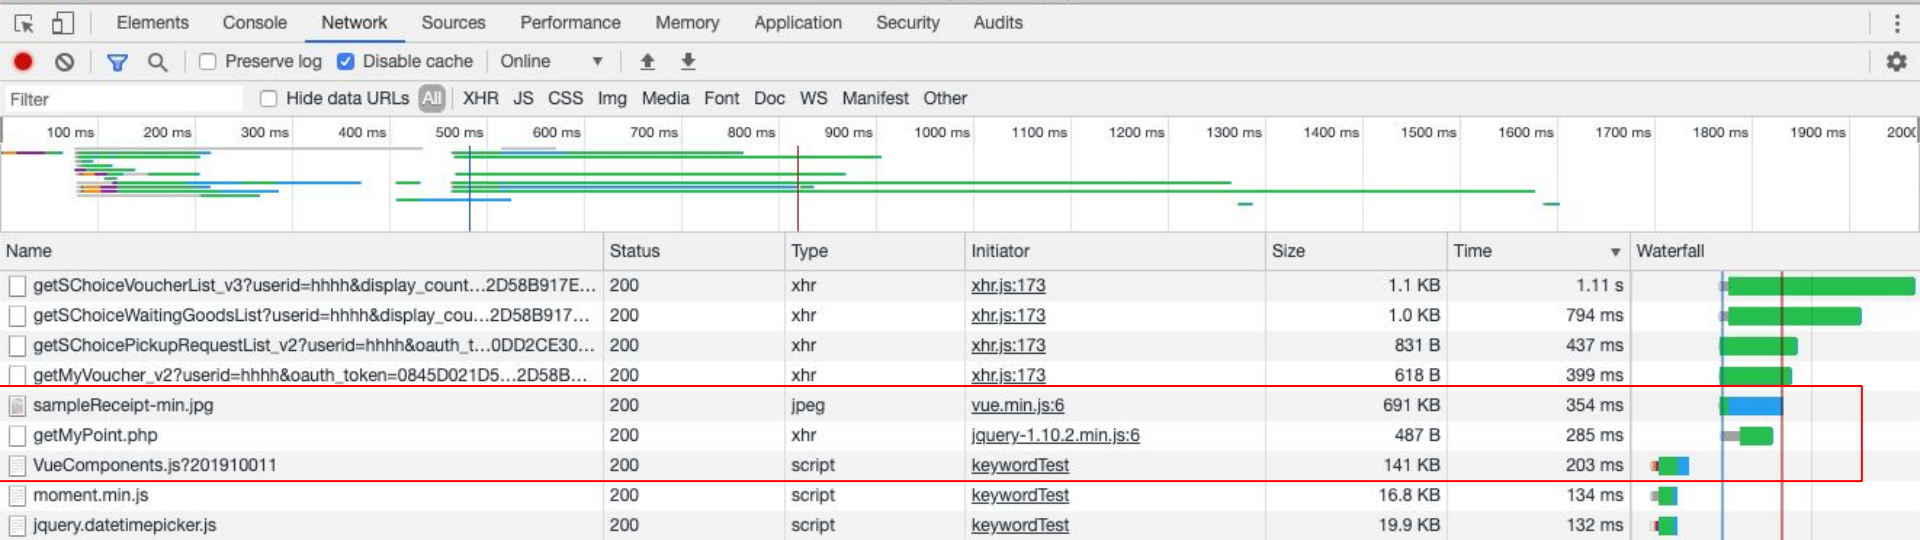 Elements Console Network Sources Performance Memory Application Security Audits
Preserve log Disable cache Online
Filter Hide data URLs All XHR JS CSS Img Media Font Doc WS Manifest Other
100 ms 200 ms 300 ms 400 ms 500 ms 600 ms 700 ms 800 ms 900 ms 1000 ms 1100 ms 1200 ms 1300 ms 1400 ms 1500 ms 1600 ms 1700 ms 1800 ms 1900 ms 200
Name Status Type Initiator Size Time Waterfall
getSChoiceVoucherList_v3?userid=hhhh&display_count...2D58B917E... 200 xhr xhr.js:173 1.1 KB 1.11 s
getSChoiceWaitingGoodsList?userid=hhhh&display_cou...2D58B917... 200 xhr xhr.js:173 1.0 KB 794 ms
getSChoicePickupRequestList_v2?userid=hhhh&oauth_t...0DD2CE30... 200 xhr xhr.js:173 831 B 437 ms
getMyVoucher_v2?userid=hhhh&oauth_token=0845D021D5...2D58B... 200 xhr xhr.js:173 618 B 399 ms
sampleReceipt-min.jpg 200 jpeg vue.min.js:6 691 KB 354 ms
getMyPoint.php 200 xhr jquery-1.10.2.min.js:6 487 B 285 ms
VueComponents.js?201910011 200 script keywordTest 141 KB 203 ms
moment.min.js 200 script keywordTest 16.8 KB 134 ms
jquery.datetimepicker.js 200 script keywordTest 19.9 KB 132 ms